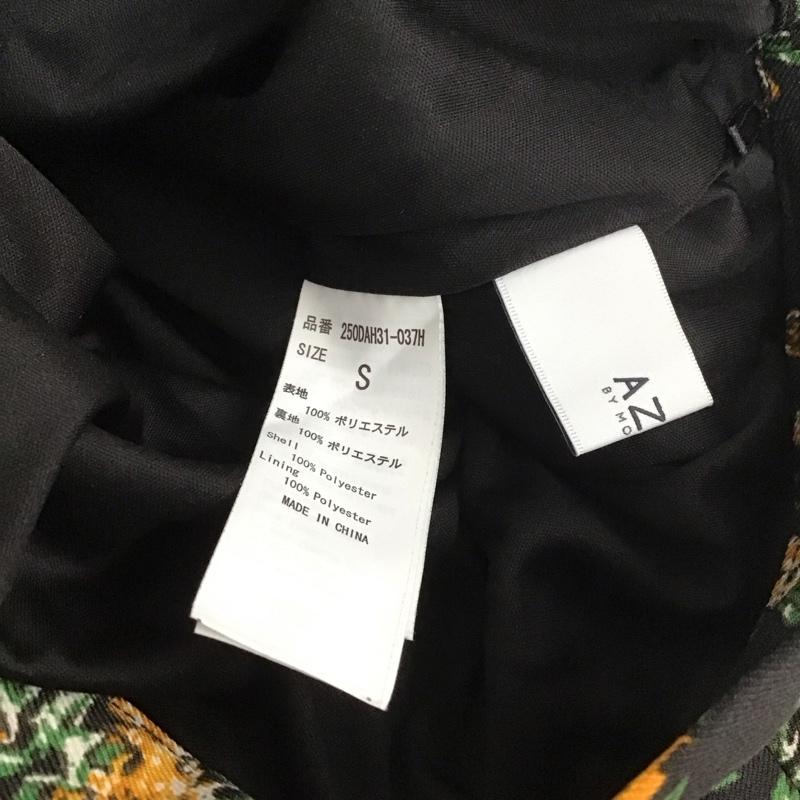 品番 250DAH31-037H
SIZE
S
表地
100% ポリエステル
裏地
100% ポリエステル
Shell
100% Polyester
Lining
100% Polyester
MADE IN CHINA
AZ
BY MO